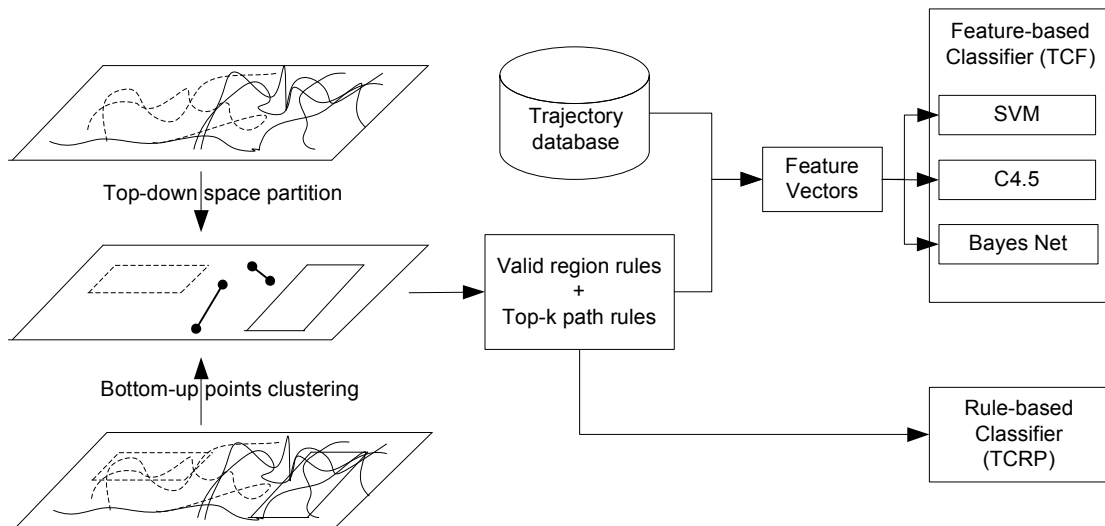 Top-down space partition
Bottom-up points clustering
Trajectory
database
Valid region rules
+
Top-k path rules
Feature
Vectors
Feature-based
Classifier (TCF)
SVM
C4.5
Bayes Net
Rule-based
Classifier
(TCRP)